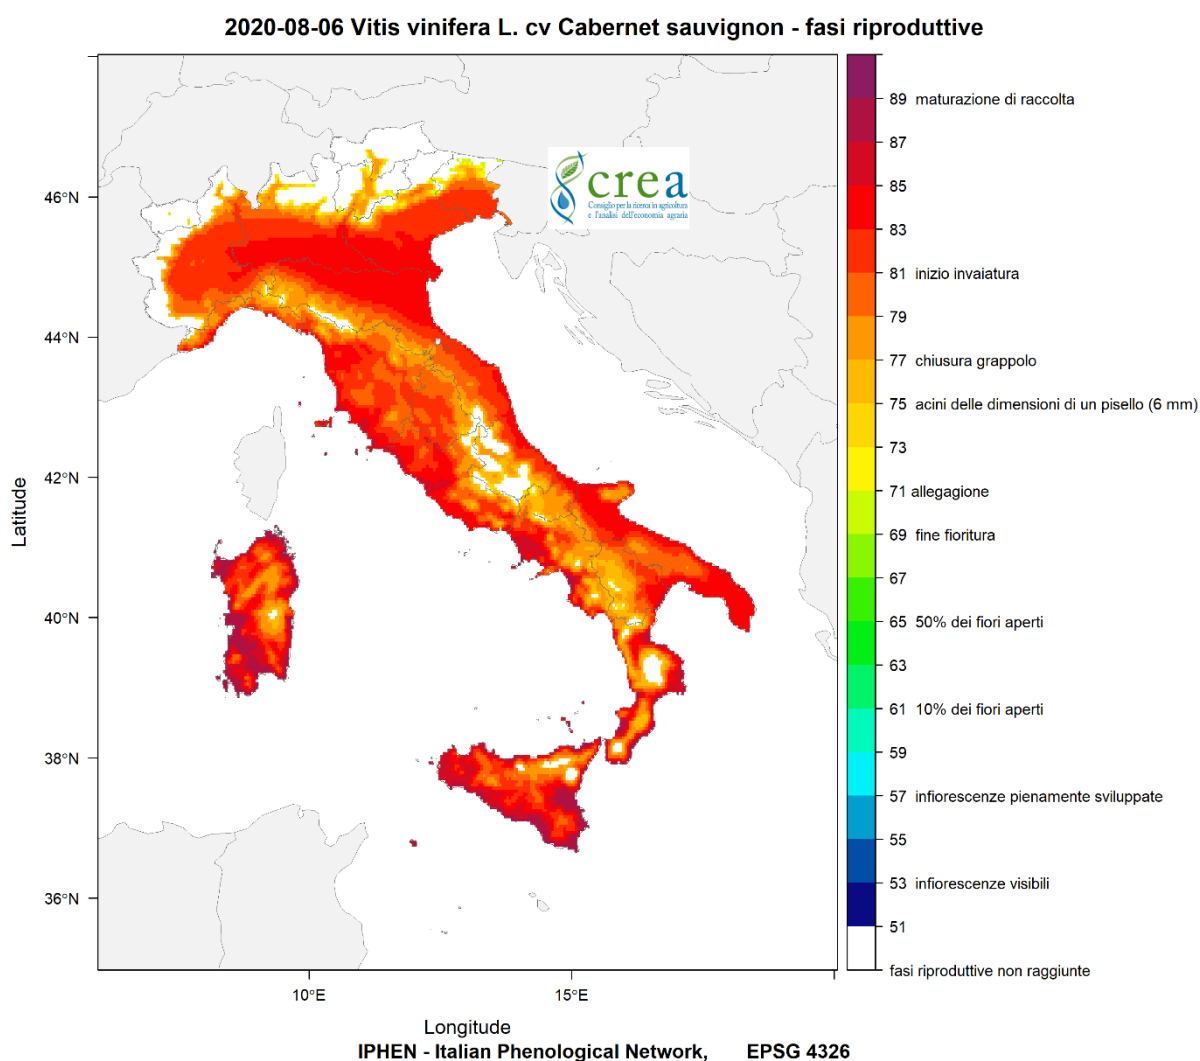 2020-08-06 Vitis vinifera L. cv Cabernet sauvignon - fasi riproduttive
crea
Consiglio per la ricerca in agricoltura
e l'analisi dell'economia agraria
46°N
44°N
42°N
40°N
38°N
36°N
Latitude
10°E
15°E
Longitude
89 maturazione di raccolta
87
85
83
81 inizio invaiatura
79
77 chiusura grappolo
75 acini delle dimensioni di un pisello (6 mm)
73
71 allegagione
69 fine fioritura
67
65 50% dei fiori aperti
63
61 10% dei fiori aperti
59
57 infiorescenze pienamente sviluppate
55
53 infiorescenze visibili
51
fasi riproduttive non raggiunte
IPHEN - Italian Phenological Network, EPSG 4326